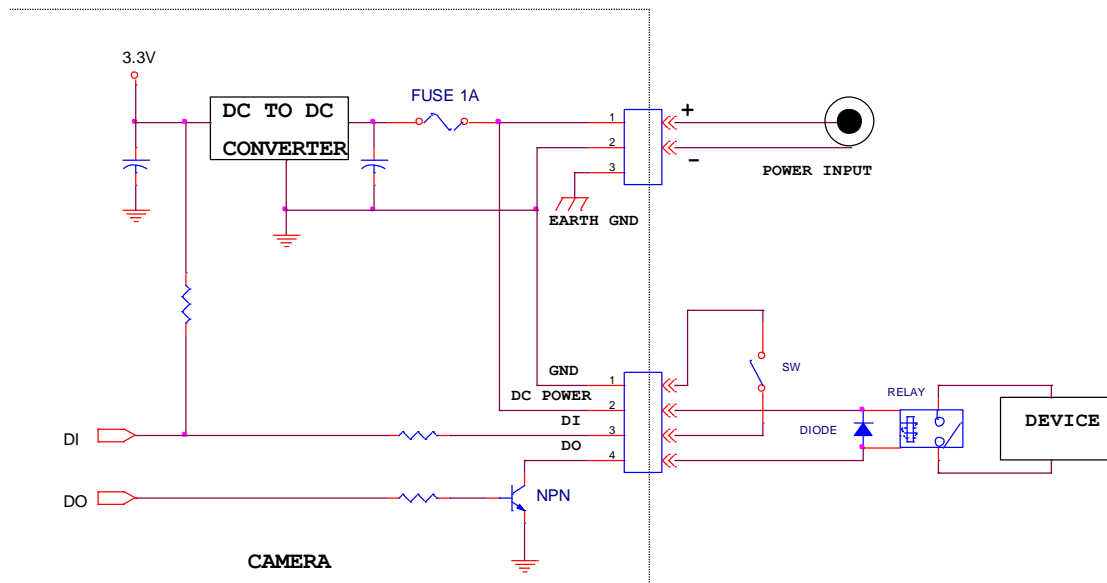 3.3V
FUSE 1A
DC TO DC
CONVERTER
1
2
3
+
-
POWER INPUT
EARTH GND
GND
DC POWER
DI
DO
1
2
3
4
SW
RELAY
DIODE
DEVICE
DI
DO
NPN
CAMERA